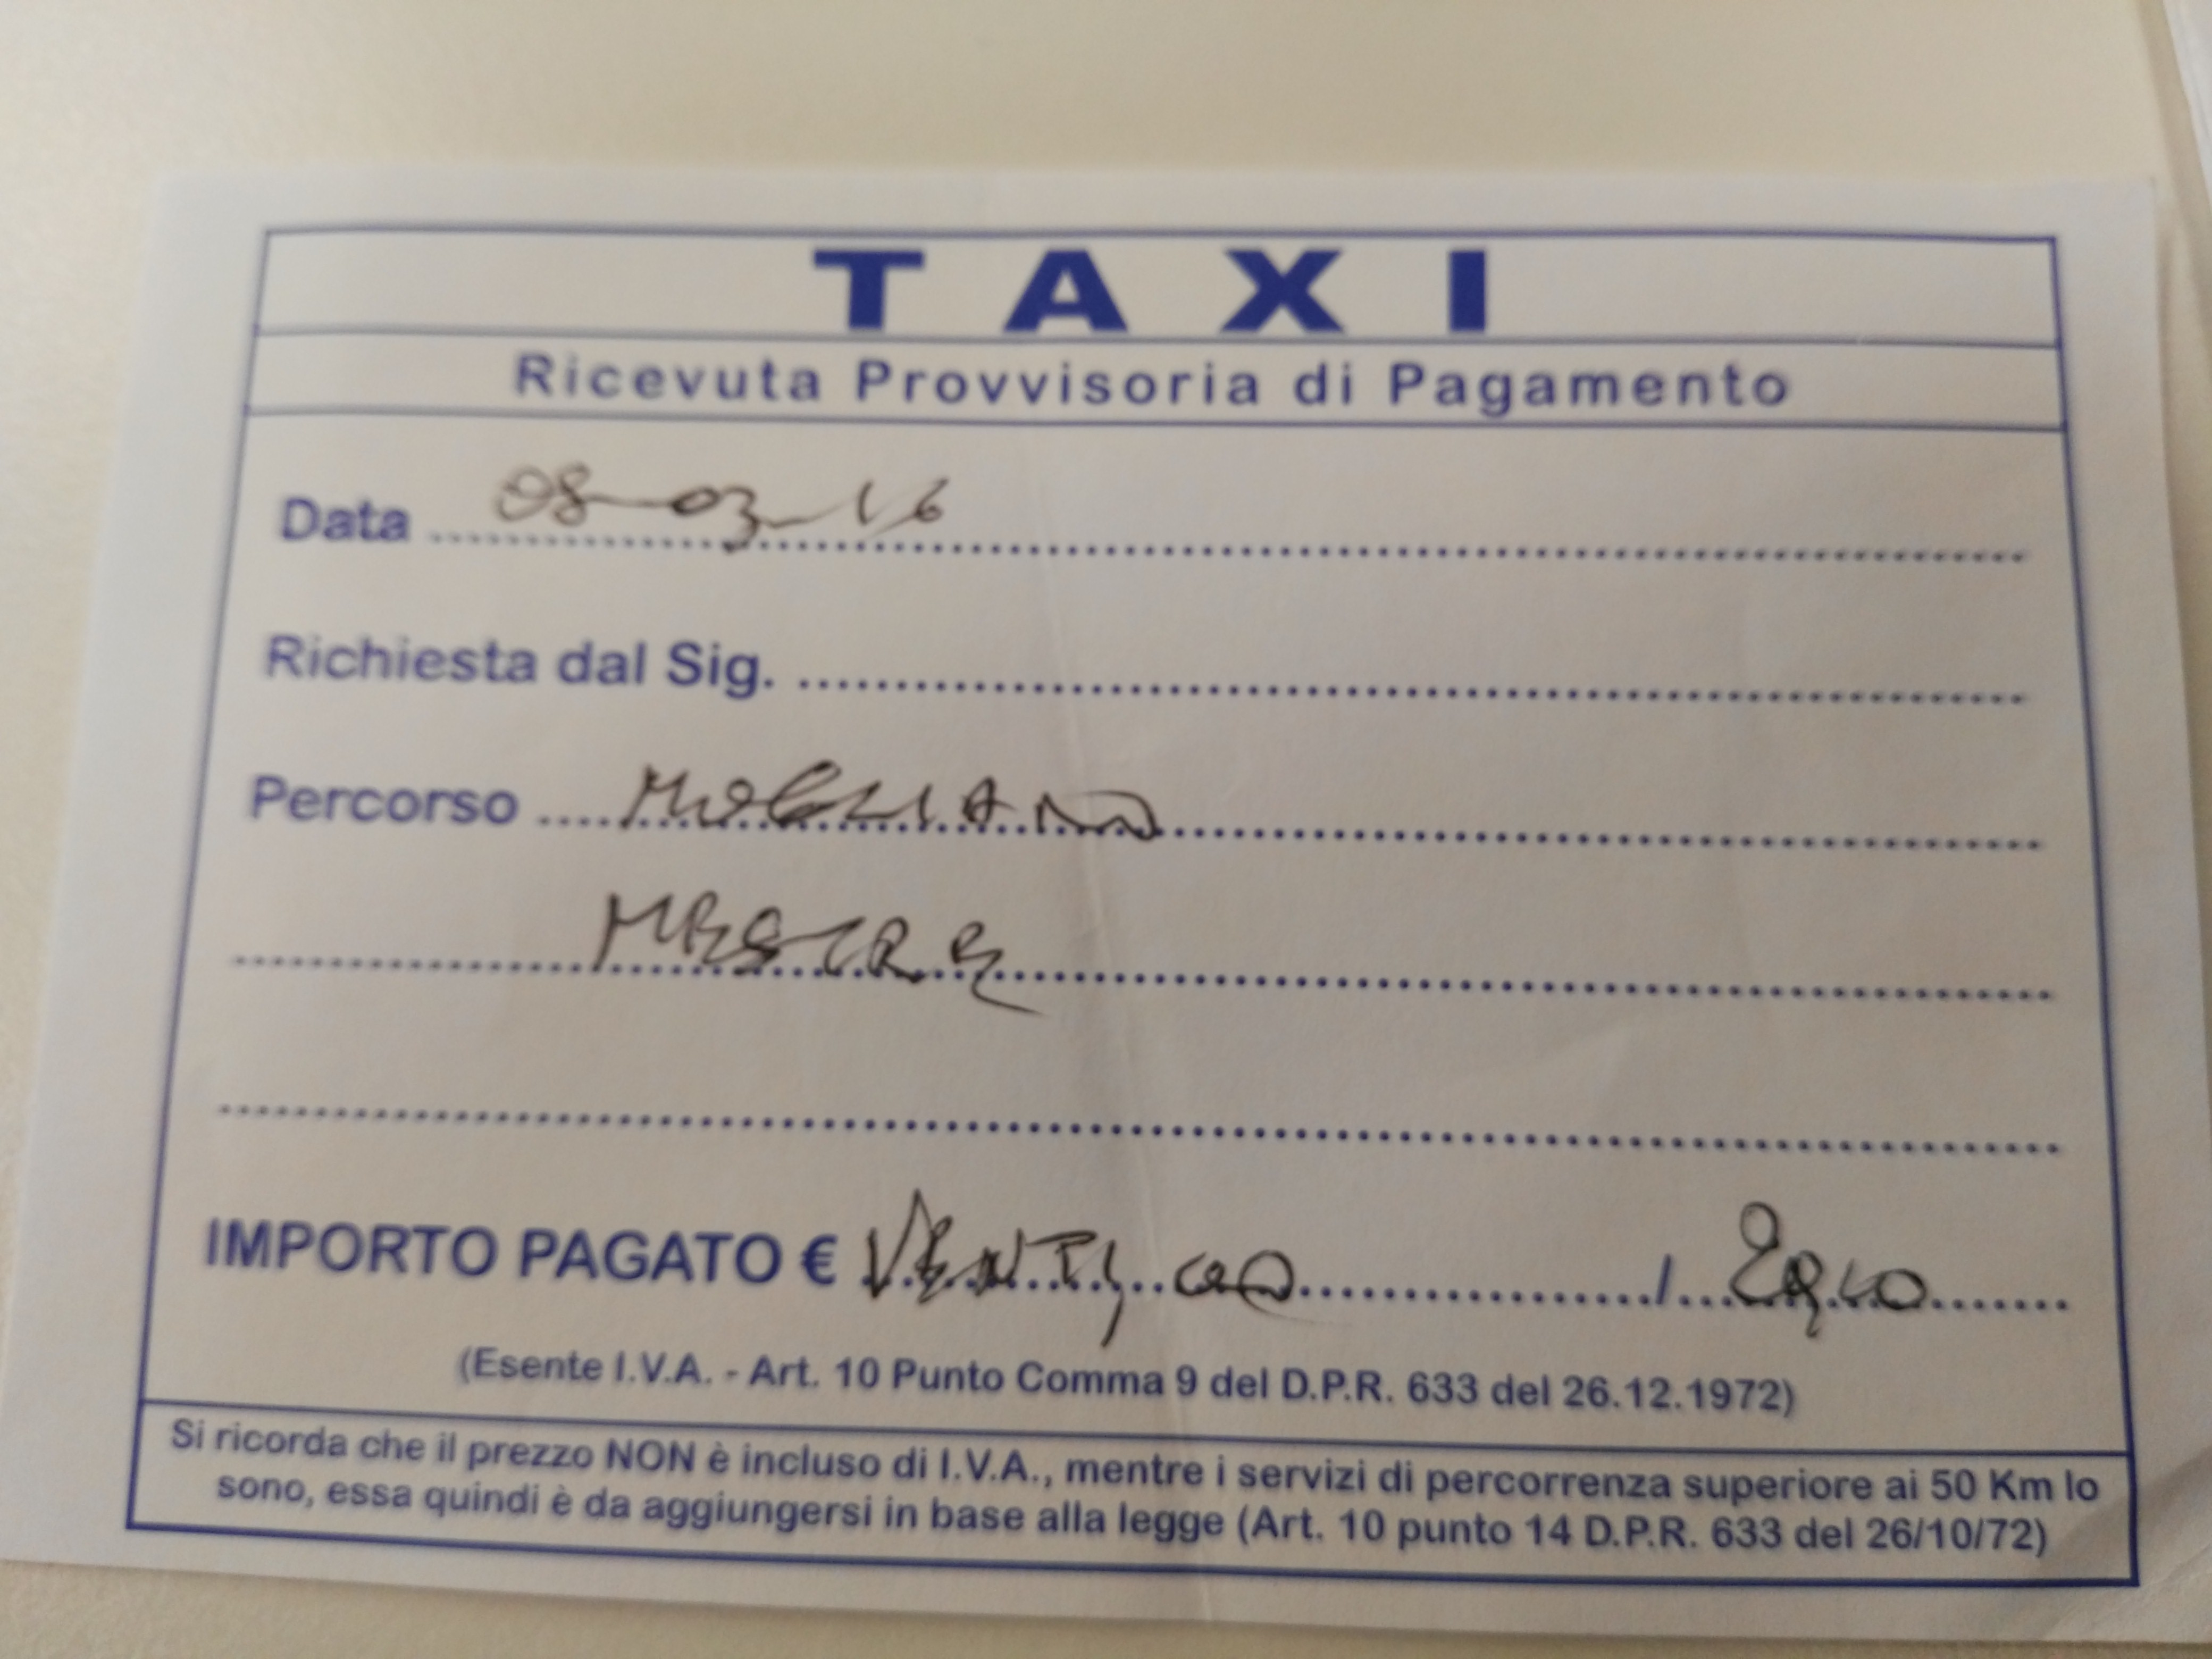 TAXI
Ricevuta Provvisoria di Pagamento
Data 08-03-16
Richiesta dal Sig.
Percorso MOGLIANO
MESTRE
IMPORTO PAGATO € VENTI, /
(Esente I.V.A. - Art. 10 Punto Comma 9 del D.P.R. 633 del 26.12.1972)
Si ricorda che il prezzo NON è incluso di I.V.A., mentre i servizi di percorrenza superiore ai 50 Km lo
sono, essa quindi è da aggiungersi in base alla legge (Art. 10 punto 14 D.P.R. 633 del 26/10/72)